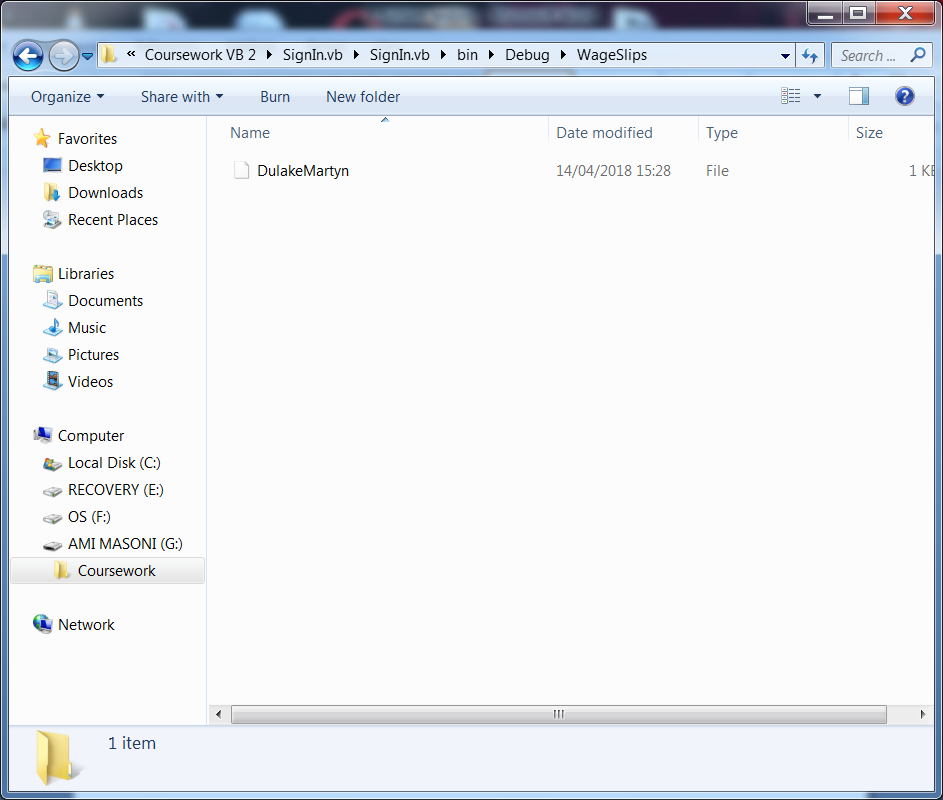 « Coursework VB 2 SignIn.vb SignIn.vb bin Debug WageSlips Search ...
Organize Share with Burn New folder
Favorites
Desktop
Downloads
Recent Places
Libraries
Documents
Music
Pictures
Videos
Computer
Local Disk (C:)
RECOVERY (E:)
OS (F:)
AMI MASONI (G:)
Coursework
Network
Name Date modified Type Size
DulakeMartyn 14/04/2018 15:28 File 1 KB
1 item